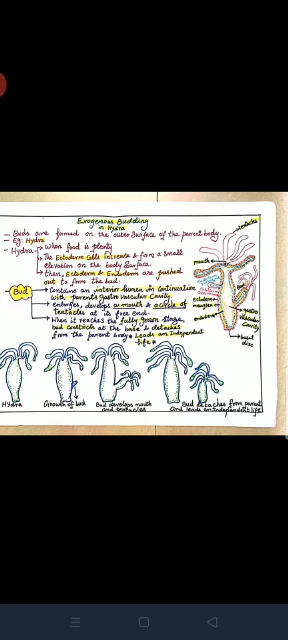 Exogenous Budding
in Hydra
- Buds are formed on the outer surface of the parent body.
- Eg: Hydra
- Hydra → When food is plenty
→ The Ectoderm cells increase & form a small
elevation on the body surface
→ then, Ectoderm & Endoderm are pushed
out to form the bud.
- Bud → Contains an interior lumen in continuation
with parent's Gastro vascular cavity.
→ enlarges, develops a mouth & a circle of
tentacles at its free end.
→ When it reaches the fully grown stage,
bud constrict at the base & detaches
from the parent body & Leads an Independent
life.
tentacles
mouth
ectoderm
mesoglea
endoderm
gastro
vascular
cavity
basal
disc
Hydra
Growth of bud
Bud develops mouth
and tentacles
Bud detaches from parent
and leads an Independent life